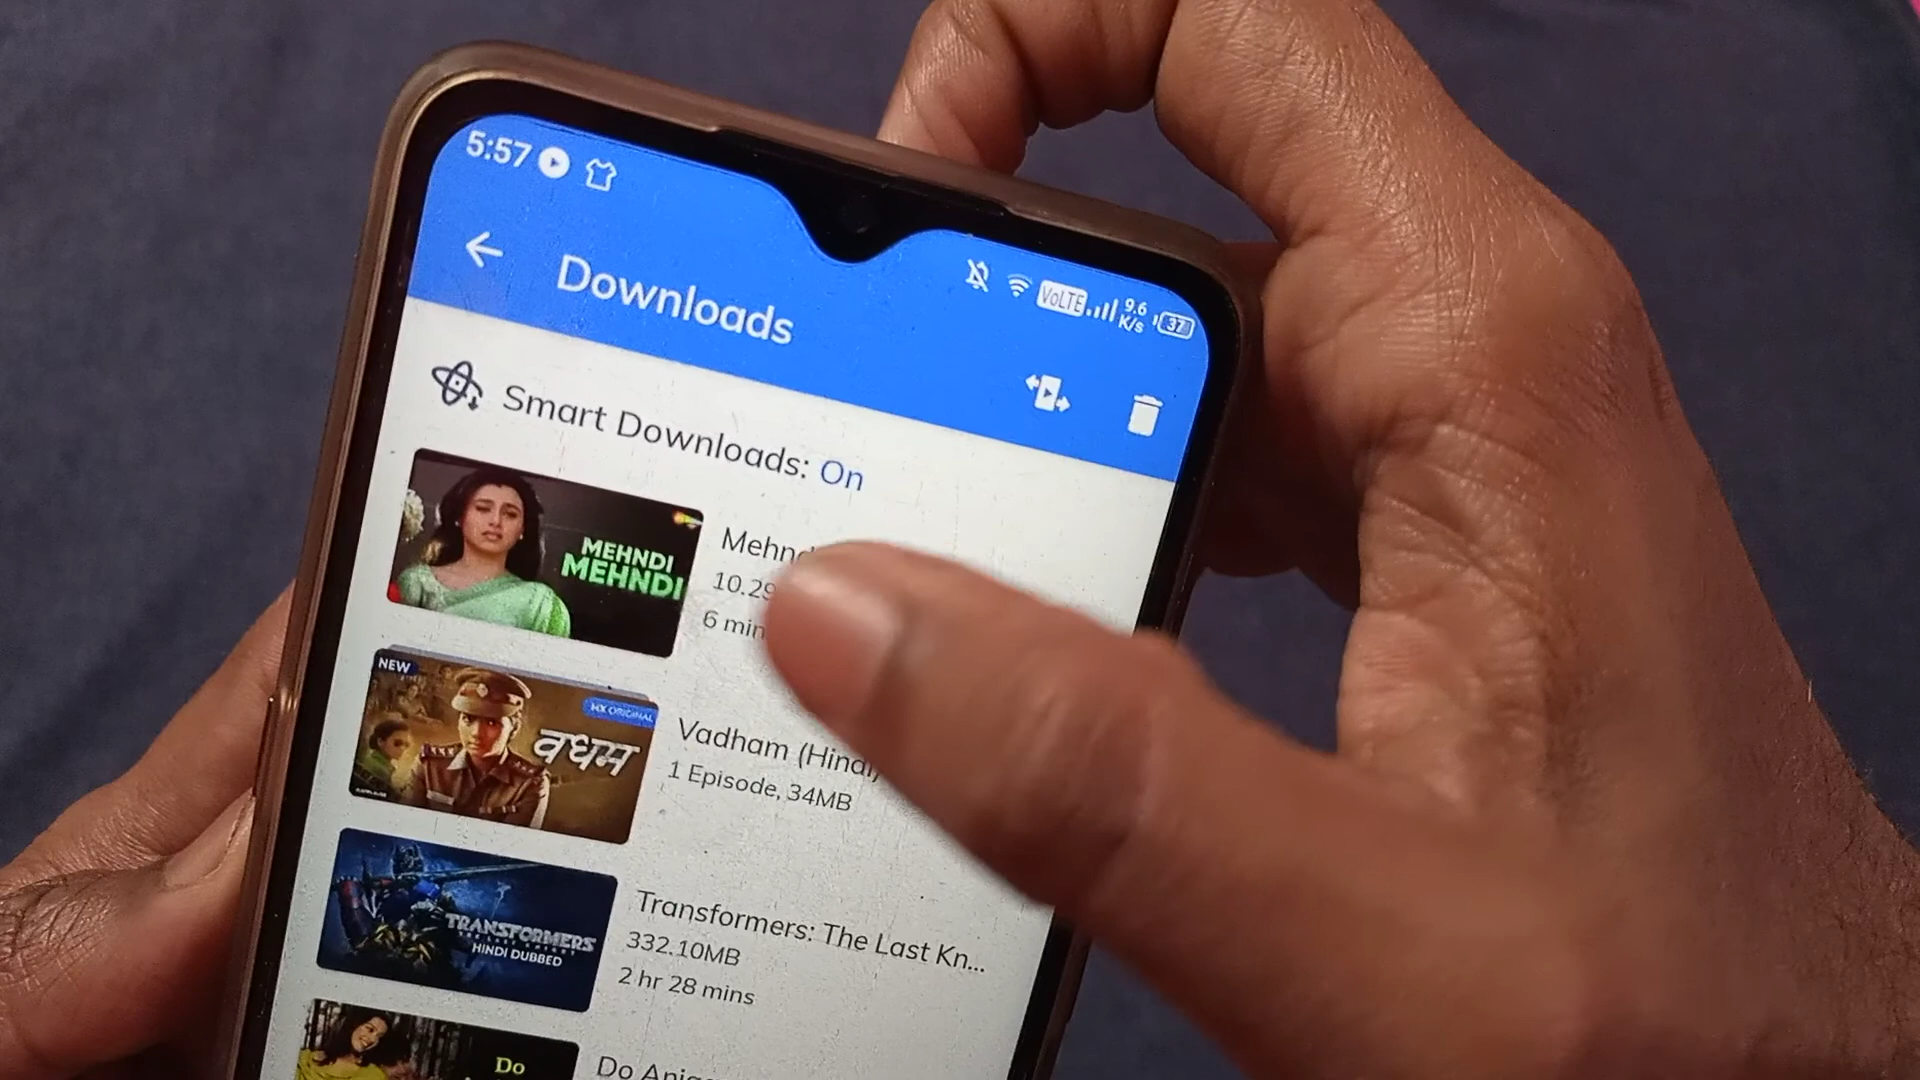 5:57
VoLTE 9.6 K/s 37
Downloads
Smart Downloads: On
MEHNDI
MEHNDI
10.29
6 min
NEW
MX ORIGINAL
वधम
Vadham (Hindi)
1 Episode, 34MB
TRANSFORMERS
HINDI DUBBED
Transformers: The Last Kn...
332.10MB
2 hr 28 mins
Do
Do